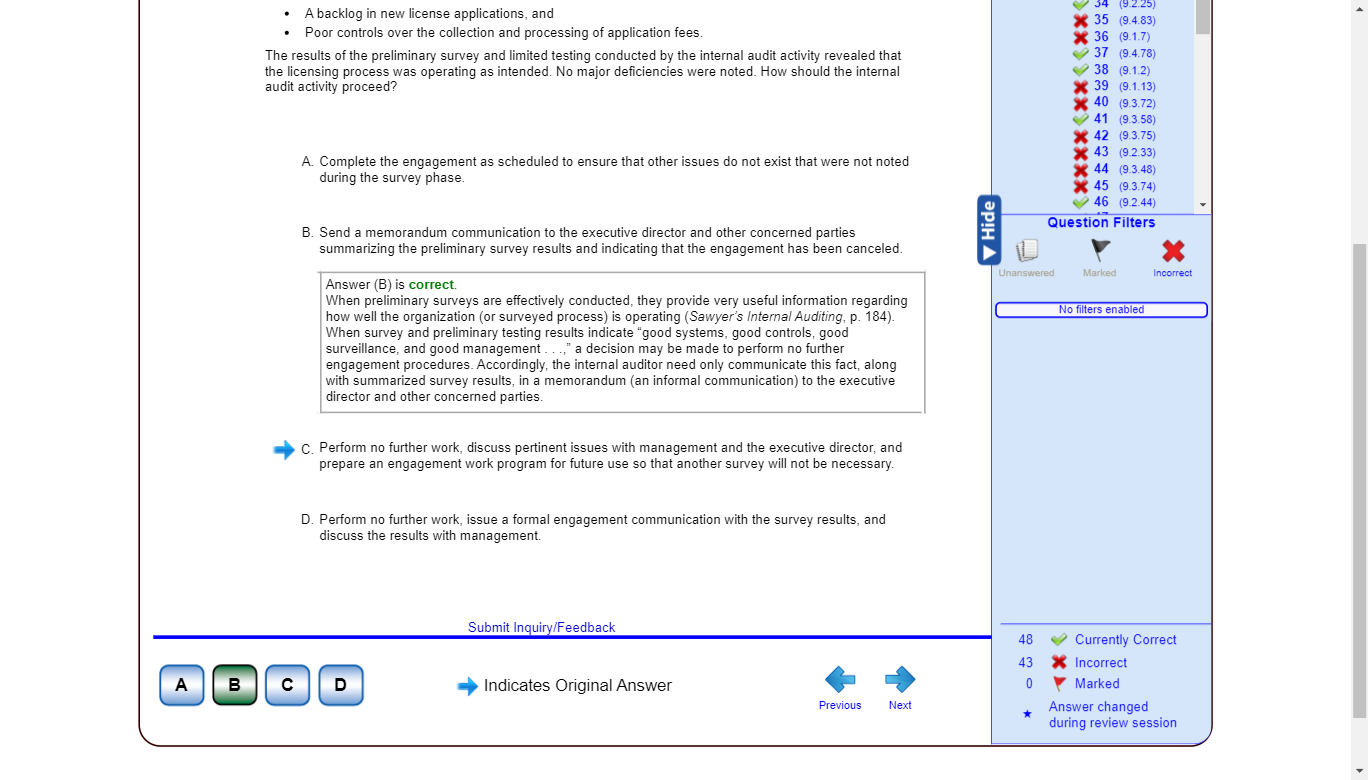 • A backlog in new license applications, and
• Poor controls over the collection and processing of application fees.
The results of the preliminary survey and limited testing conducted by the internal audit activity revealed that
the licensing process was operating as intended. No major deficiencies were noted. How should the internal
audit activity proceed?
A. Complete the engagement as scheduled to ensure that other issues do not exist that were not noted
during the survey phase.
B. Send a memorandum communication to the executive director and other concerned parties
summarizing the preliminary survey results and indicating that the engagement has been canceled.
Answer (B) is correct.
When preliminary surveys are effectively conducted, they provide very useful information regarding
how well the organization (or surveyed process) is operating (Sawyer's Internal Auditing, p. 184).
When survey and preliminary testing results indicate “good systems, good controls, good
surveillance, and good management . . .,” a decision may be made to perform no further
engagement procedures. Accordingly, the internal auditor need only communicate this fact, along
with summarized survey results, in a memorandum (an informal communication) to the executive
director and other concerned parties.
C. Perform no further work, discuss pertinent issues with management and the executive director, and
prepare an engagement work program for future use so that another survey will not be necessary.
D. Perform no further work, issue a formal engagement communication with the survey results, and
discuss the results with management.
Submit Inquiry/Feedback
A B C D
Indicates Original Answer
Previous Next
34 (9.2.25)
35 (9.4.83)
36 (9.1.7)
37 (9.4.78)
38 (9.1.2)
39 (9.1.13)
40 (9.3.72)
41 (9.3.58)
42 (9.3.75)
43 (9.2.33)
44 (9.3.48)
45 (9.3.74)
46 (9.2.44)
Hide
Question Filters
Unanswered Marked Incorrect
No filters enabled
48 Currently Correct
43 Incorrect
0 Marked
Answer changed
during review session